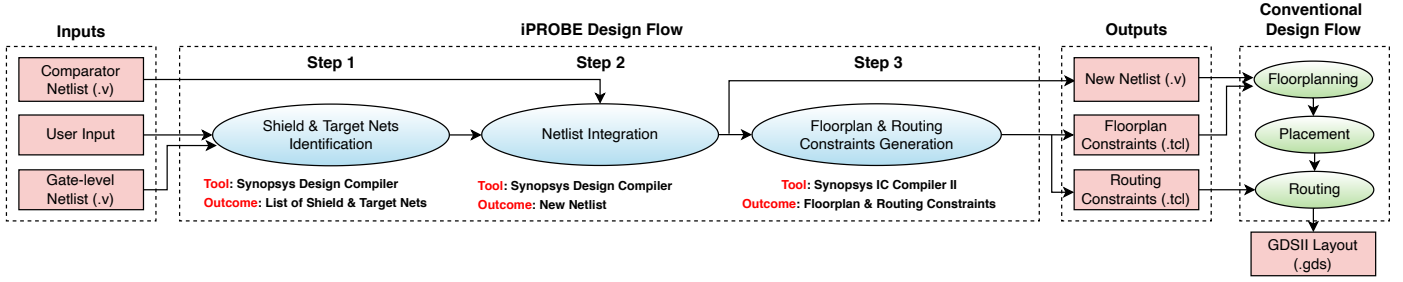 Inputs
Comparator
Netlist (.v)
User Input
Gate-level
Netlist (.v)
iPROBE Design Flow
Step 1
Shield & Target Nets
Identification
Tool: Synopsys Design Compiler
Outcome: List of Shield & Target Nets
Step 2
Netlist Integration
Tool: Synopsys Design Compiler
Outcome: New Netlist
Step 3
Floorplan & Routing
Constraints Generation
Tool: Synopsys IC Compiler II
Outcome: Floorplan & Routing Constraints
Outputs
New Netlist (.v)
Floorplan
Constraints (.tcl)
Routing
Constraints (.tcl)
Conventional
Design Flow
Floorplanning
Placement
Routing
GDSII Layout
(.gds)